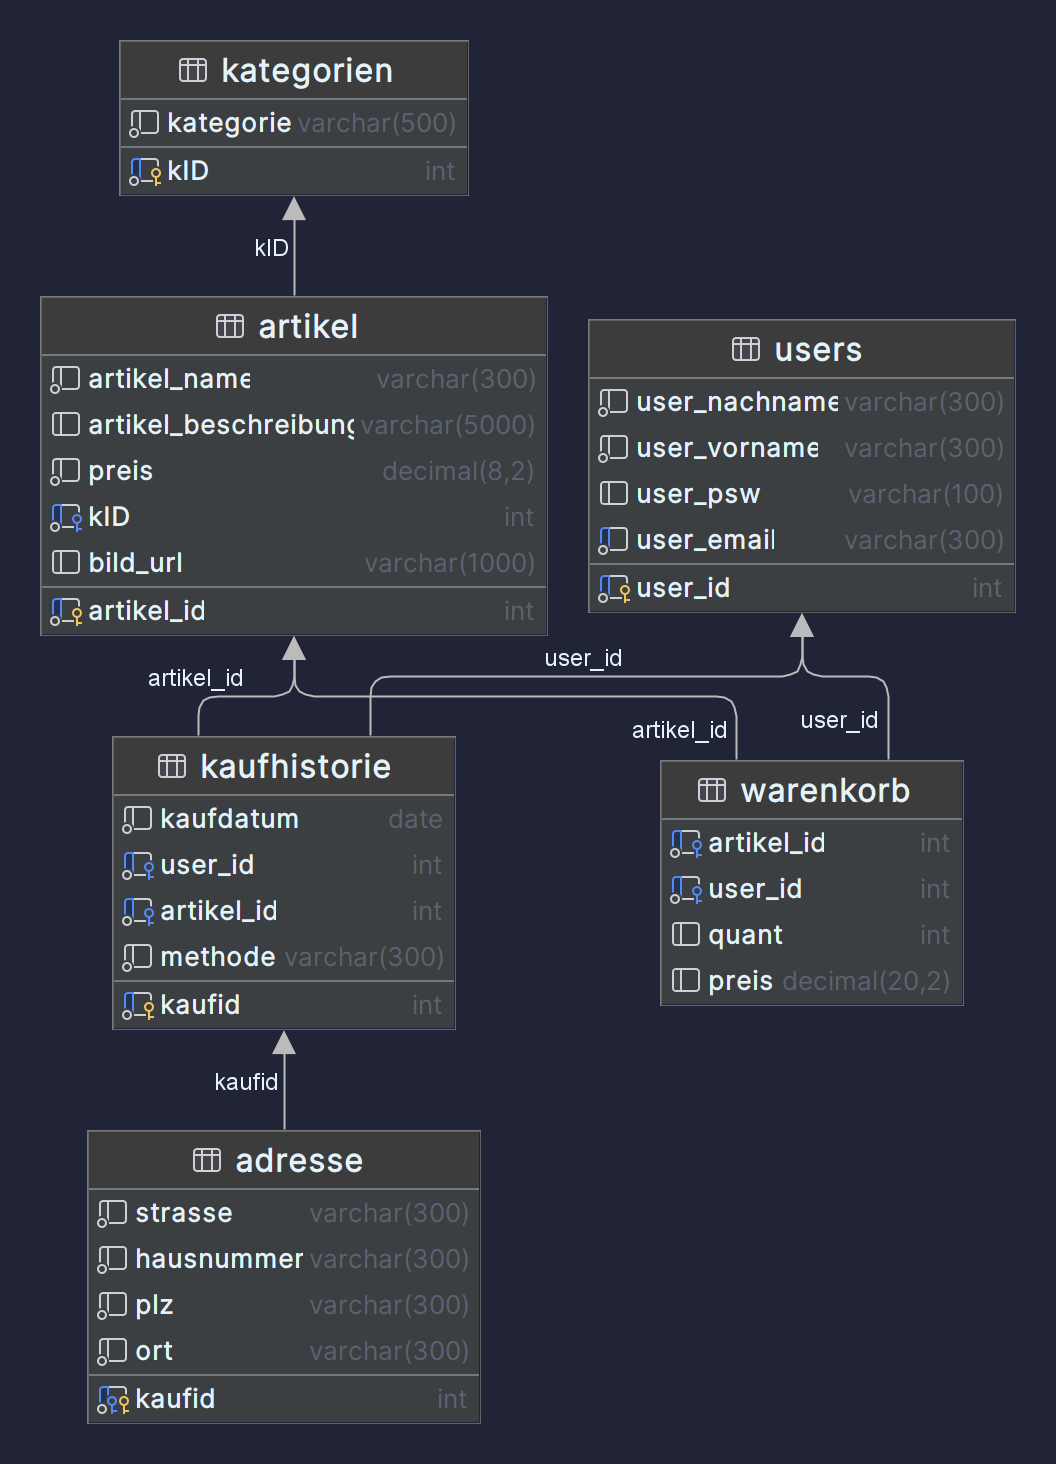 kategorien
kategorie varchar(500)
kID int
kID
artikel
artikel_name varchar(300)
artikel_beschreibung varchar(5000)
preis decimal(8,2)
kID int
bild_url varchar(1000)
artikel_id int
users
user_nachname varchar(300)
user_vorname varchar(300)
user_psw varchar(100)
user_email varchar(300)
user_id int
artikel_id
user_id
artikel_id
user_id
kaufhistorie
kaufdatum date
user_id int
artikel_id int
methode varchar(300)
kaufid int
warenkorb
artikel_id int
user_id int
quant int
preis decimal(20,2)
kaufid
adresse
strasse varchar(300)
hausnummer varchar(300)
plz varchar(300)
ort varchar(300)
kaufid int